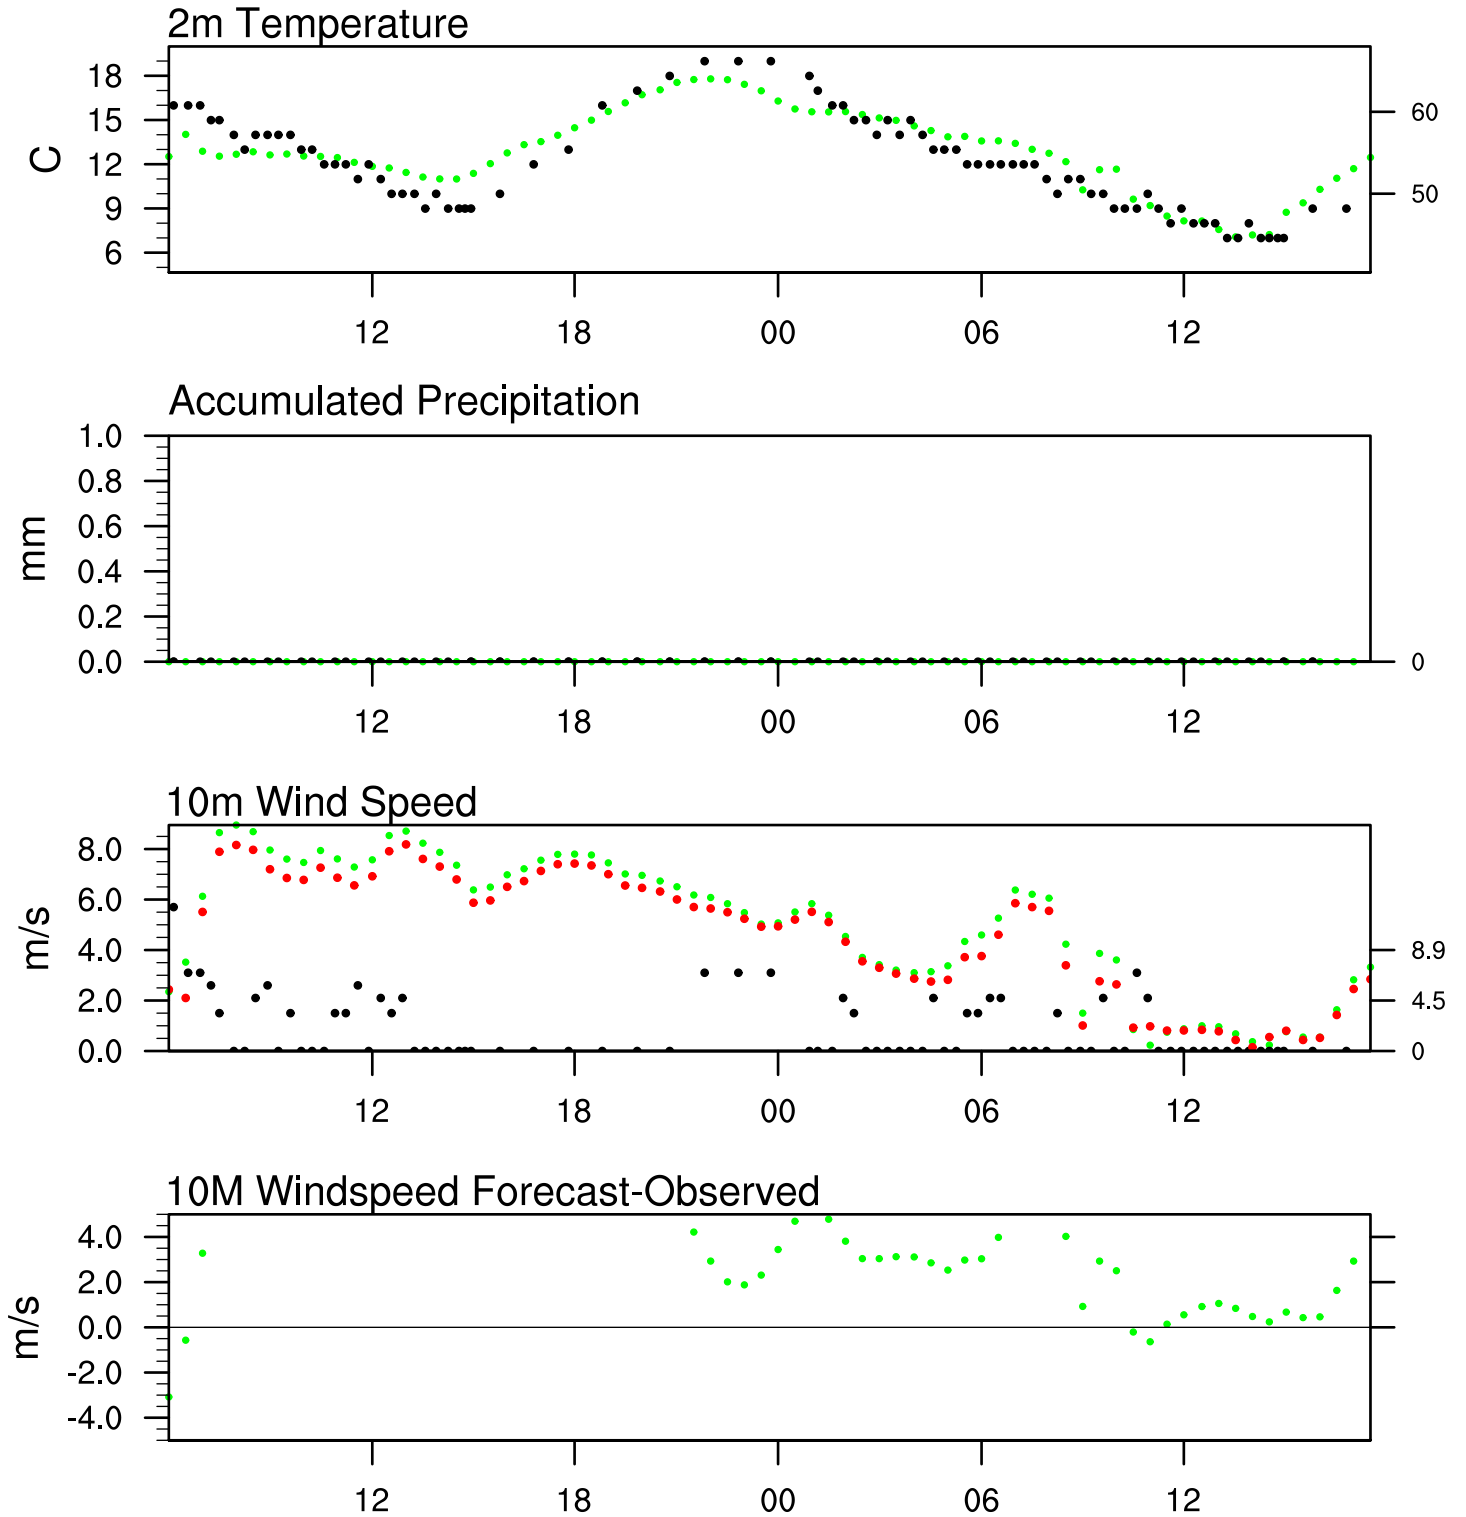 2m Temperature
18
15
60
C
12
9
50
6
12 18 00 06 12
Accumulated Precipitation
1.0
0.8
0.6
mm
0.4
0.2
0.0 0
12 18 00 06 12
10m Wind Speed
8.0
6.0
m/s
4.0 8.9
2.0 4.5
0.0 0
12 18 00 06 12
10M Windspeed Forecast-Observed
4.0
2.0
m/s
0.0
-2.0
-4.0
12 18 00 06 12